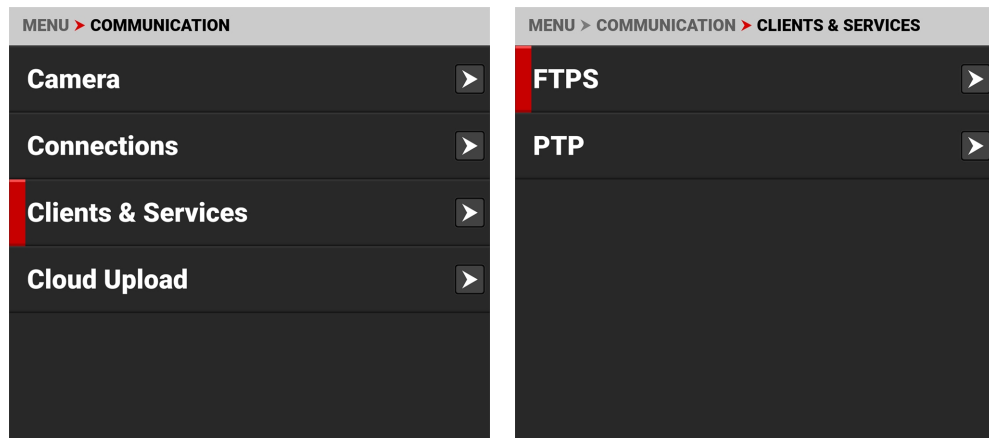 MENU ➤ COMMUNICATION
Camera
Connections
Clients & Services
Cloud Upload
MENU ➤ COMMUNICATION ➤ CLIENTS & SERVICES
FTPS
PTP